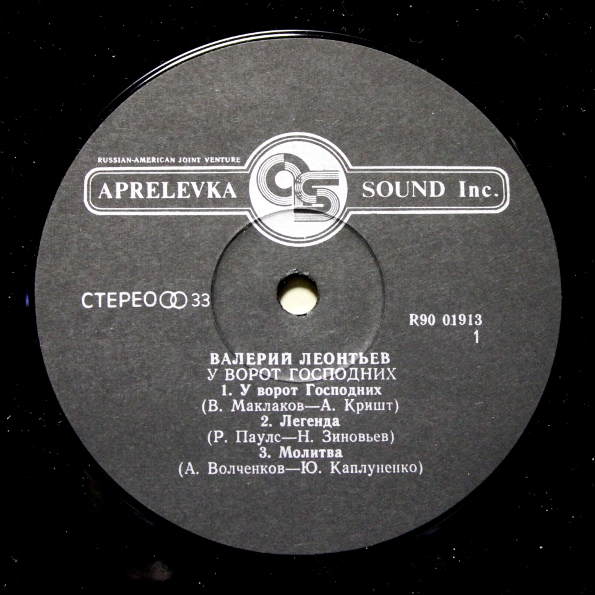 RUSSIAN-AMERICAN JOINT VENTURE
APRELEVKA SOUND Inc.
СТЕРЕО 33
R90 01913
1
ВАЛЕРИЙ ЛЕОНТЬЕВ
У ВОРОТ ГОСПОДНИХ
1. У ворот Господних
(В. Маклаков—А. Кришт)
2. Легенда
(Р. Паулс—Н. Зиновьев)
3. Молитва
(А. Волченков—Ю. Каплуненко)